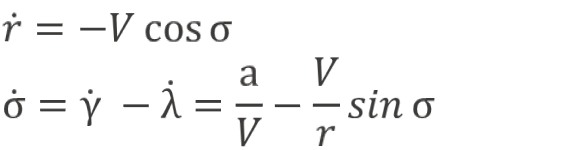 ṙ = −V cos σ
σ̇ = γ̇ − λ̇ = a/V − V/r sin σ